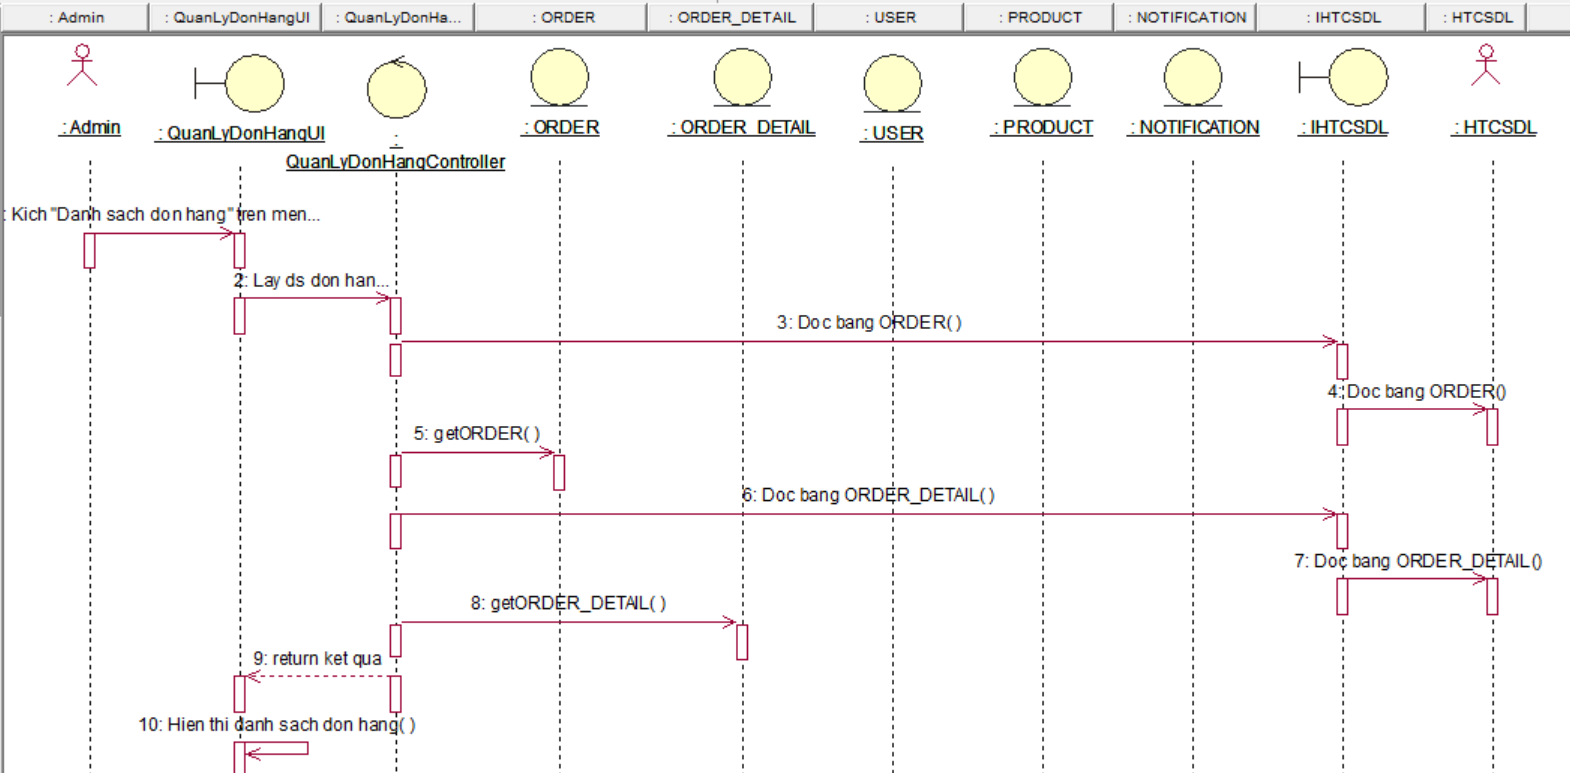 : Admin
: QuanLyDonHangUI
: QuanLyDonHa...
: ORDER
: ORDER_DETAIL
: USER
: PRODUCT
: NOTIFICATION
: IHTCSDL
: HTCSDL
: Admin
: QuanLyDonHangUI
:
QuanLyDonHangController
: ORDER
: ORDER_DETAIL
: USER
: PRODUCT
: NOTIFICATION
: IHTCSDL
: HTCSDL
: Kich "Danh sach don hang" tren men...
2: Lay ds don han...
3: Doc bang ORDER( )
4: Doc bang ORDER()
5: getORDER( )
6: Doc bang ORDER_DETAIL( )
7: Doc bang ORDER_DETAIL()
8: getORDER_DETAIL( )
9: return ket qua
10: Hien thi danh sach don hang( )